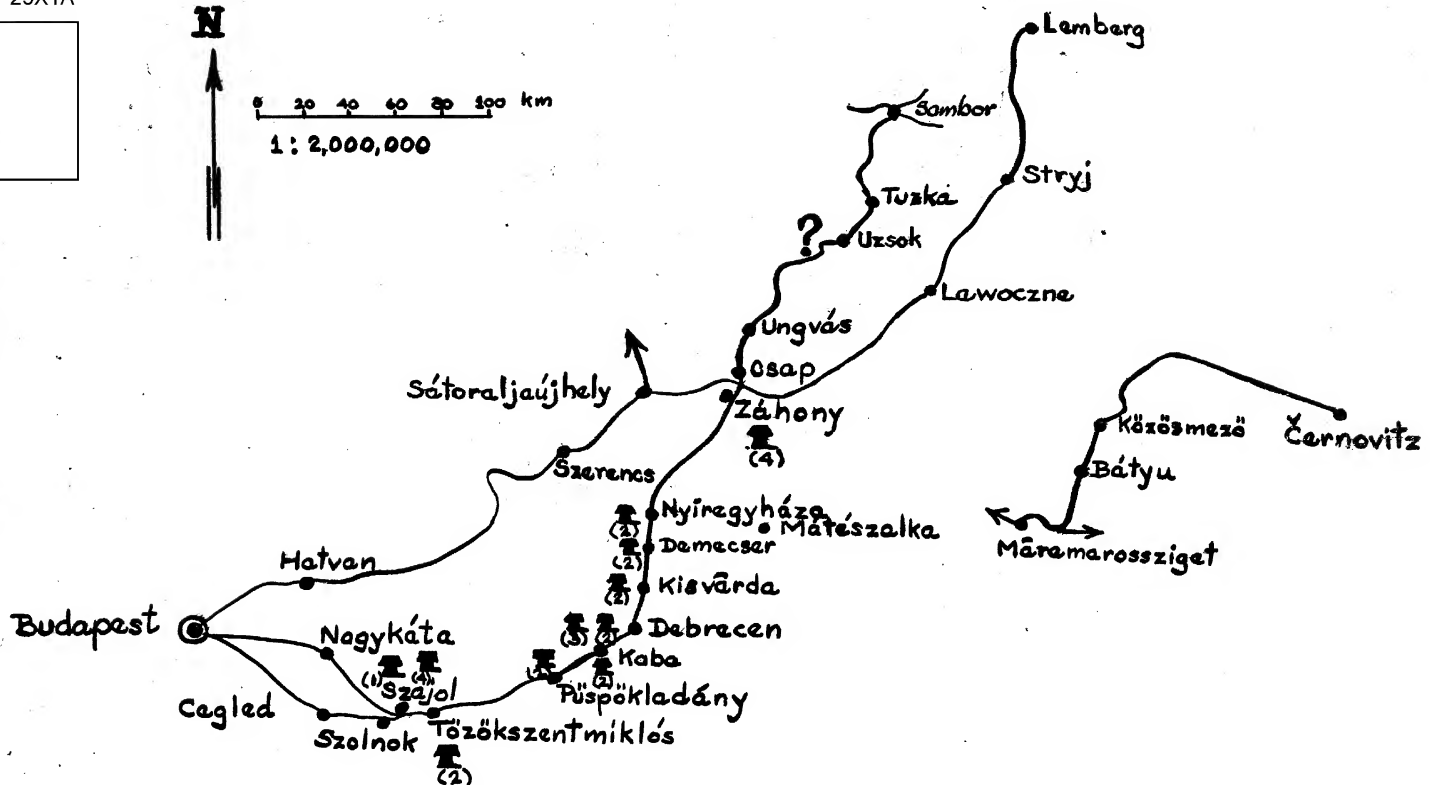 N
0 20 40 60 80 100 km
1: 2,000,000
Lemberg
Sambor
Stryj
Tuzka
?
Uzsok
Lawoczne
Ungvás
Csap
Sátoraljaújhely
Záhony
(4)
Közösmező
Černovitz
Szerencs
Bátyu
Nyíregyháza
(2)
Mátészalka
Demecser
(2)
Máremarossziget
Hatvan
Kisvárda
(2)
Budapest
Debrecen
(3) (2)
Nagykáta
Kaba
(2)
(1) (4)
Szajol
Püspökladány
Cegled
Szolnok
Tözökszentmiklós
(2)